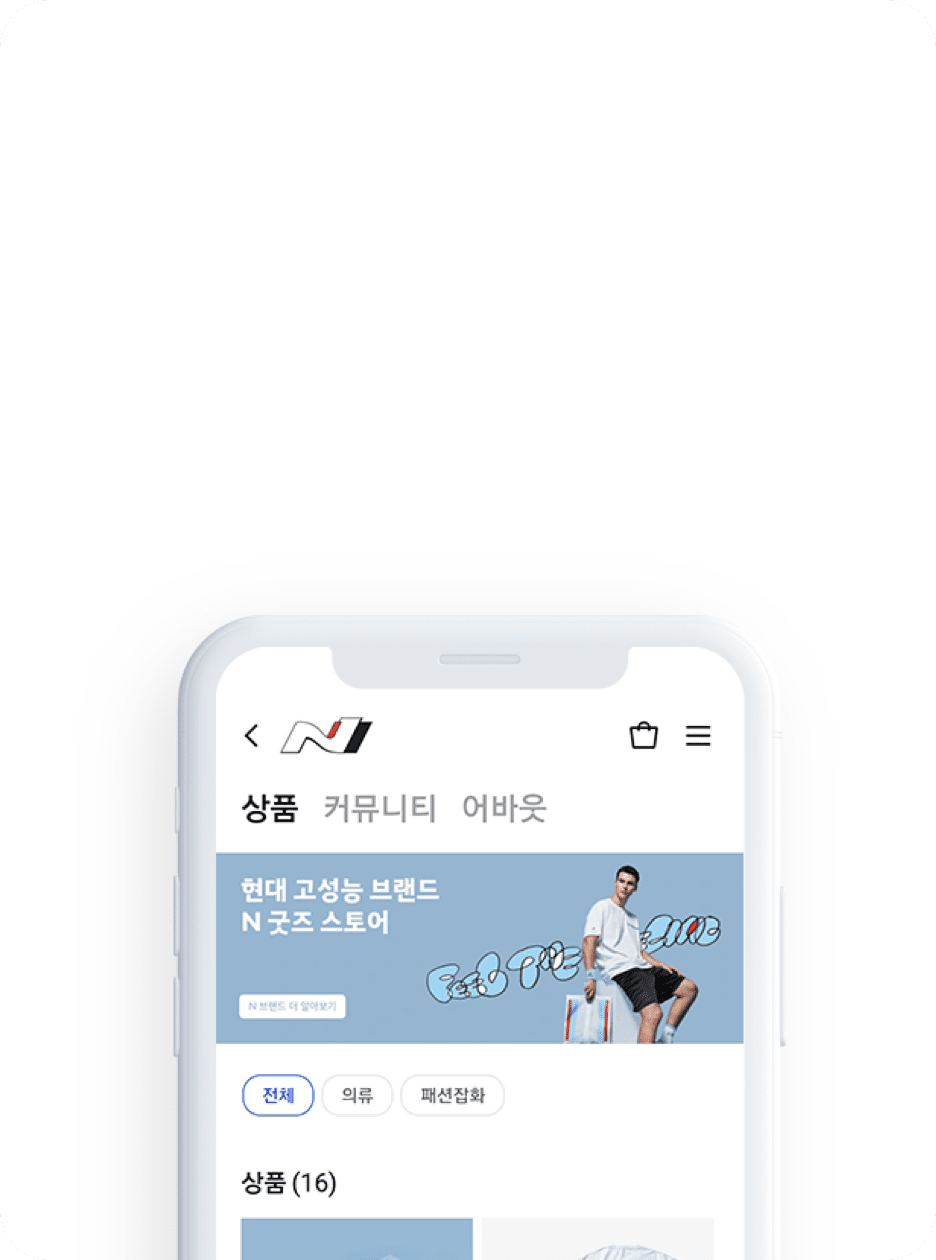 N
상품 커뮤니티 어바웃
현대 고성능 브랜드
N 굿즈 스토어
FEEL THE
N 브랜드 더 알아보기
전체 의류 패션잡화
상품 (16)